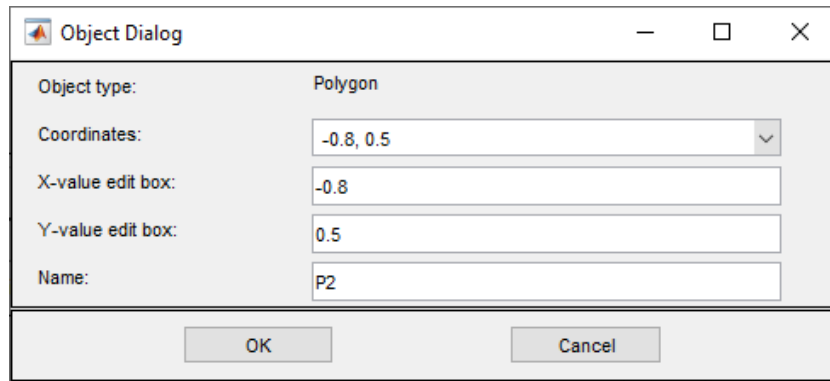 Object Dialog
Object type: Polygon
Coordinates: -0.8, 0.5
X-value edit box: -0.8
Y-value edit box: 0.5
Name: P2
OK Cancel